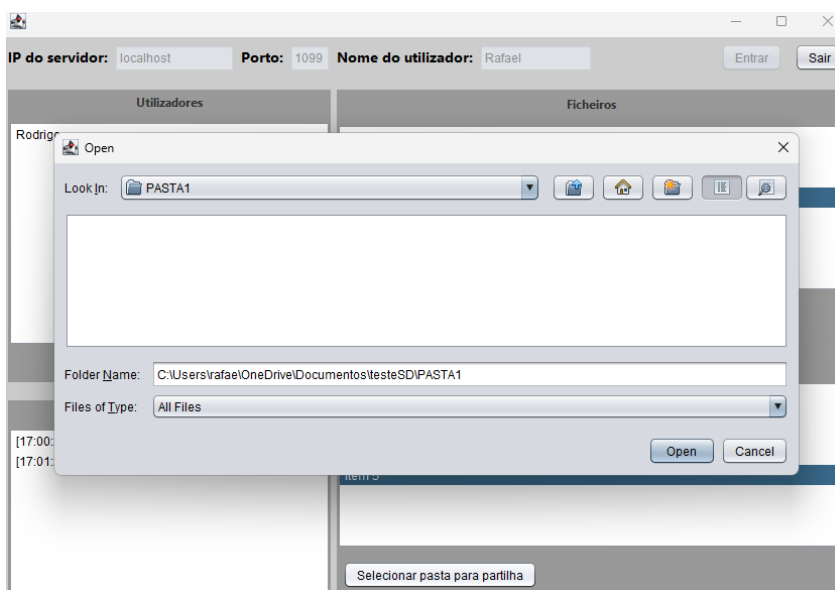 IP do servidor: localhost Porto: 1099 Nome do utilizador: Rafael Entrar Sair
Utilizadores Ficheiros
Rodrigo
Open
Look In: PASTA1
Folder Name: C:\Users\rafae\OneDrive\Documentos\testeSD\PASTA1
Files of Type: All Files
[17:00:
[17:01:
Open Cancel
Item 5
Selecionar pasta para partilha